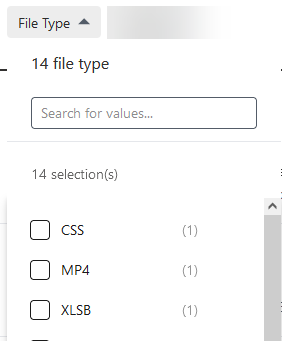 File Type
14 file type
Search for values...
14 selection(s)
CSS (1)
MP4 (1)
XLSB (1)